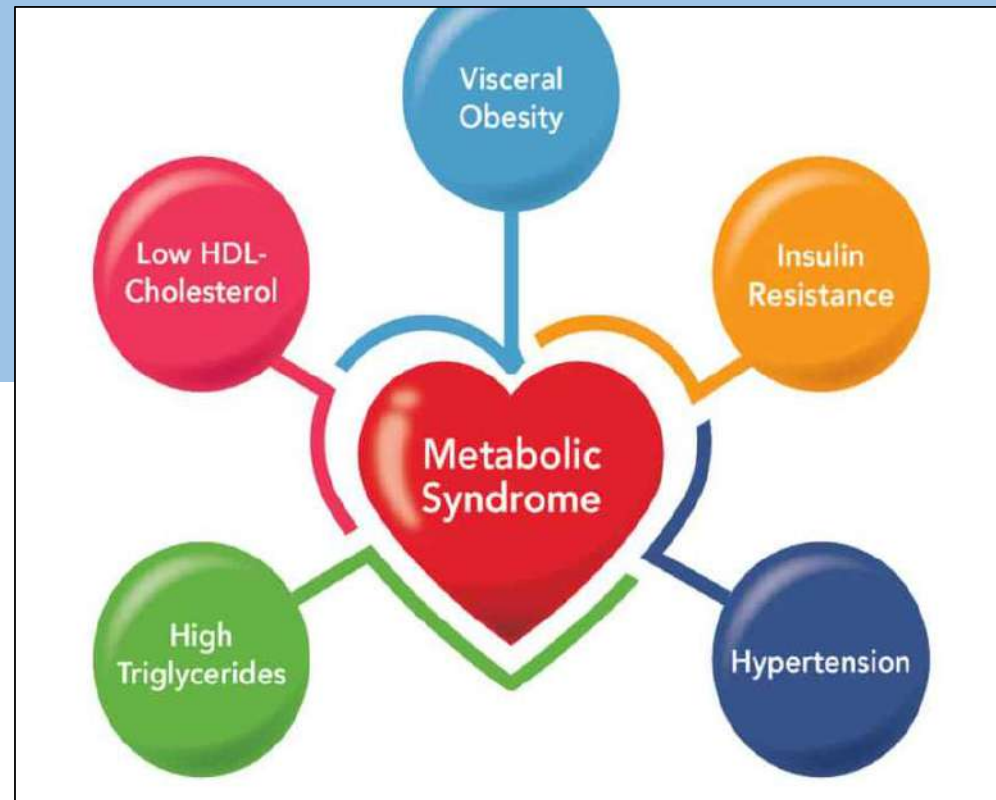 Visceral
Obesity
Low HDL-
Cholesterol
Insulin
Resistance
Metabolic
Syndrome
High
Triglycerides
Hypertension